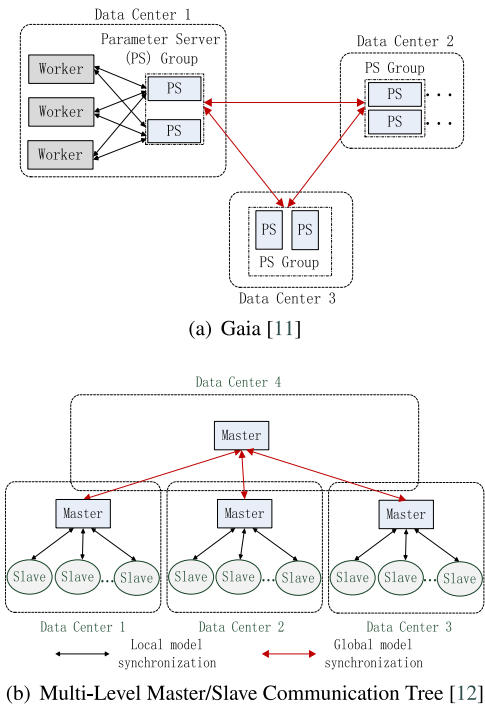 Data Center 1
Parameter Server
(PS) Group
Worker
Worker
Worker
PS
PS
Data Center 2
PS Group
PS
...
PS
...
PS
PS
PS Group
Data Center 3
(a) Gaia [11]
Data Center 4
Master
Master
Master
Master
Slave Slave ... Slave
Slave Slave ... Slave
Slave Slave ... Slave
Data Center 1
Data Center 2
Data Center 3
Local model
synchronization
Global model
synchronization
(b) Multi-Level Master/Slave Communication Tree [12]